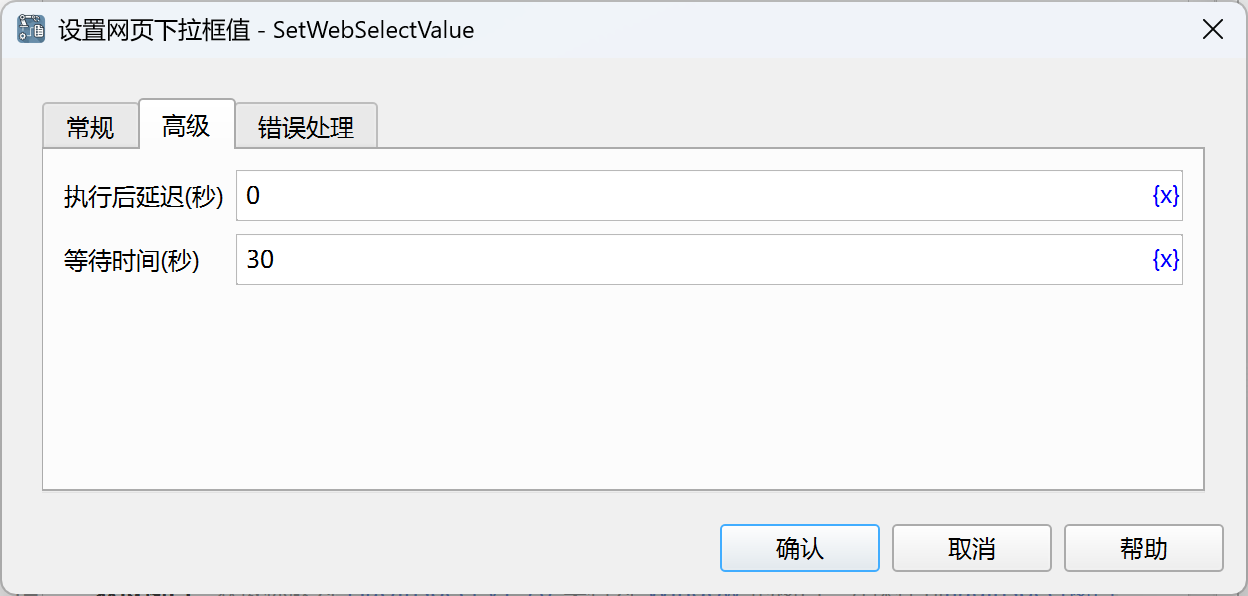 设置网页下拉框值 - SetWebSelectValue
常规 高级 错误处理
执行后延迟(秒) 0 {x}
等待时间(秒) 30 {x}
确认 取消 帮助